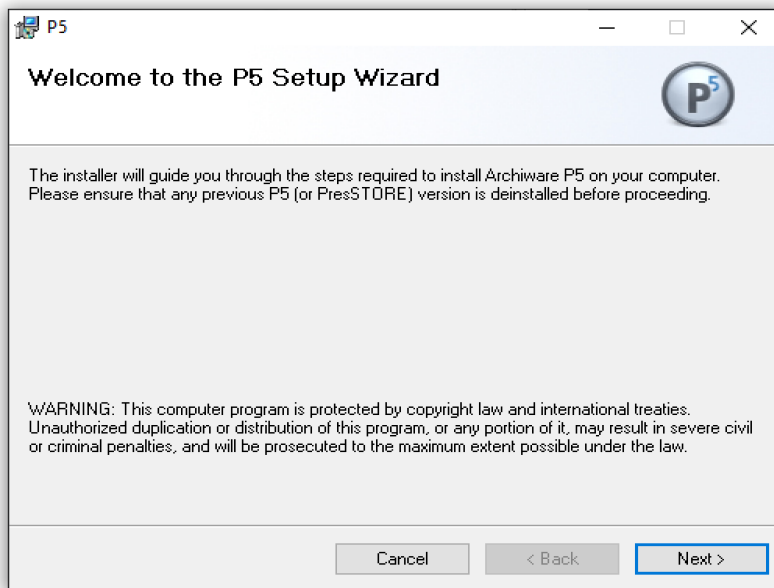 P5
Welcome to the P5 Setup Wizard
P5
The installer will guide you through the steps required to install Archiware P5 on your computer.
Please ensure that any previous P5 (or PresSTORE) version is deinstalled before proceeding.
WARNING: This computer program is protected by copyright law and international treaties.
Unauthorized duplication or distribution of this program, or any portion of it, may result in severe civil
or criminal penalties, and will be prosecuted to the maximum extent possible under the law.
Cancel < Back Next >